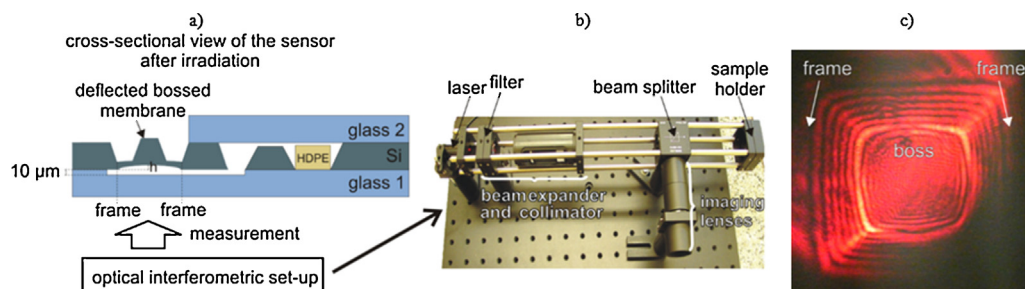 a)
cross-sectional view of the sensor
after irradiation
deflected bossed
membrane
glass 2
HDPE
Si
h
10 µm
glass 1
frame
frame
measurement
optical interferometric set-up
b)
laser
filter
beam splitter
sample
holder
beam expander
and collimator
imaging
lenses
c)
frame
frame
boss